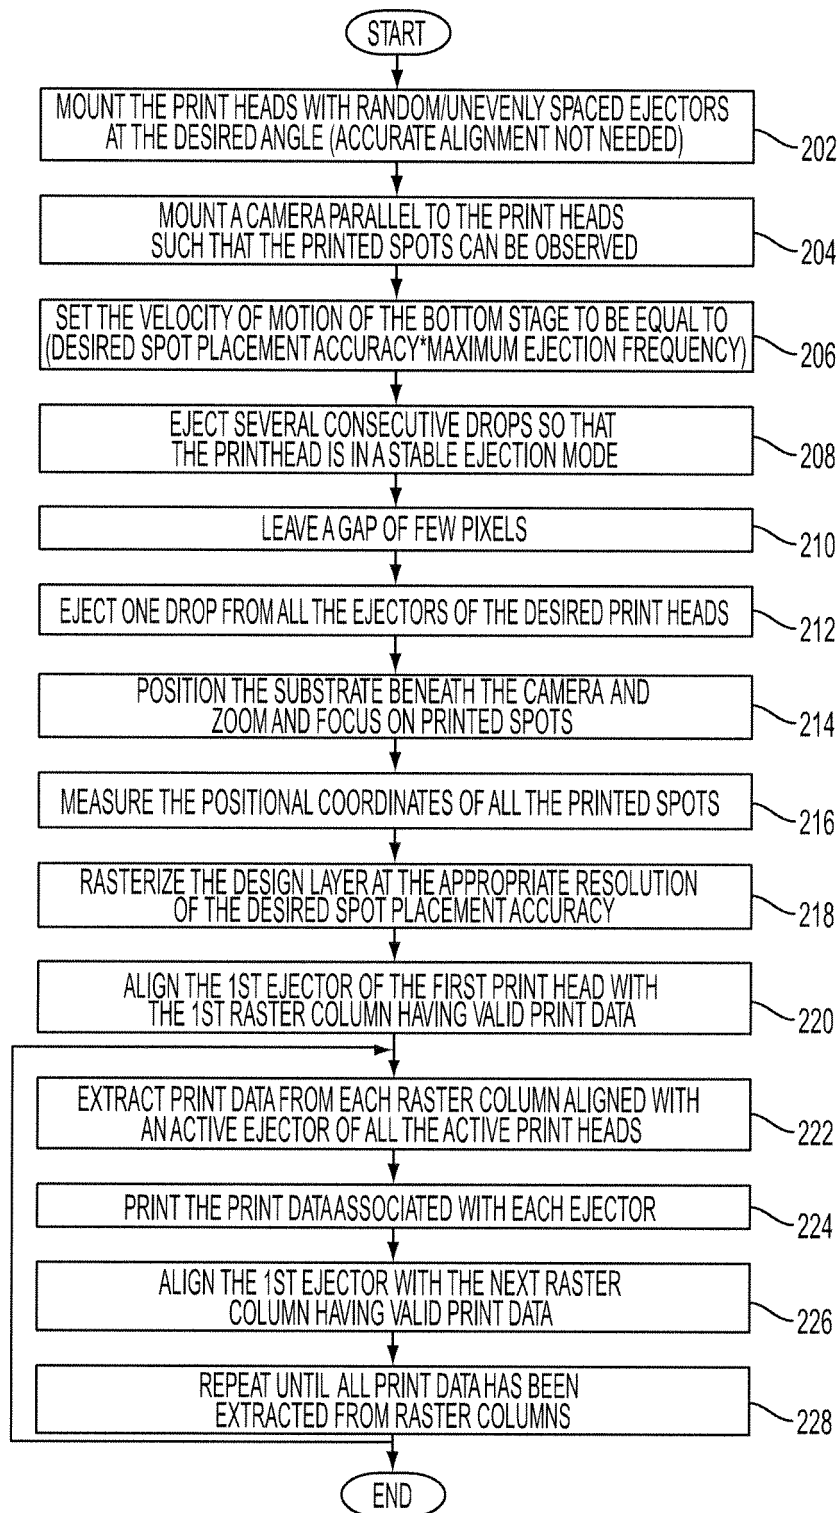 START
MOUNT THE PRINT HEADS WITH RANDOM/UNEVENLY SPACED EJECTORS
AT THE DESIRED ANGLE (ACCURATE ALIGNMENT NOT NEEDED)
202
MOUNT A CAMERA PARALLEL TO THE PRINT HEADS
SUCH THAT THE PRINTED SPOTS CAN BE OBSERVED
204
SET THE VELOCITY OF MOTION OF THE BOTTOM STAGE TO BE EQUAL TO
(DESIRED SPOT PLACEMENT ACCURACY*MAXIMUM EJECTION FREQUENCY)
206
EJECT SEVERAL CONSECUTIVE DROPS SO THAT
THE PRINTHEAD IS IN A STABLE EJECTION MODE
208
LEAVE A GAP OF FEW PIXELS
210
EJECT ONE DROP FROM ALL THE EJECTORS OF THE DESIRED PRINT HEADS
212
POSITION THE SUBSTRATE BENEATH THE CAMERA AND
ZOOM AND FOCUS ON PRINTED SPOTS
214
MEASURE THE POSITIONAL COORDINATES OF ALL THE PRINTED SPOTS
216
RASTERIZE THE DESIGN LAYER AT THE APPROPRIATE RESOLUTION
OF THE DESIRED SPOT PLACEMENT ACCURACY
218
ALIGN THE 1ST EJECTOR OF THE FIRST PRINT HEAD WITH
THE 1ST RASTER COLUMN HAVING VALID PRINT DATA
220
EXTRACT PRINT DATA FROM EACH RASTER COLUMN ALIGNED WITH
AN ACTIVE EJECTOR OF ALL THE ACTIVE PRINT HEADS
222
PRINT THE PRINT DATA ASSOCIATED WITH EACH EJECTOR
224
ALIGN THE 1ST EJECTOR WITH THE NEXT RASTER
COLUMN HAVING VALID PRINT DATA
226
REPEAT UNTIL ALL PRINT DATA HAS BEEN
EXTRACTED FROM RASTER COLUMNS
228
END